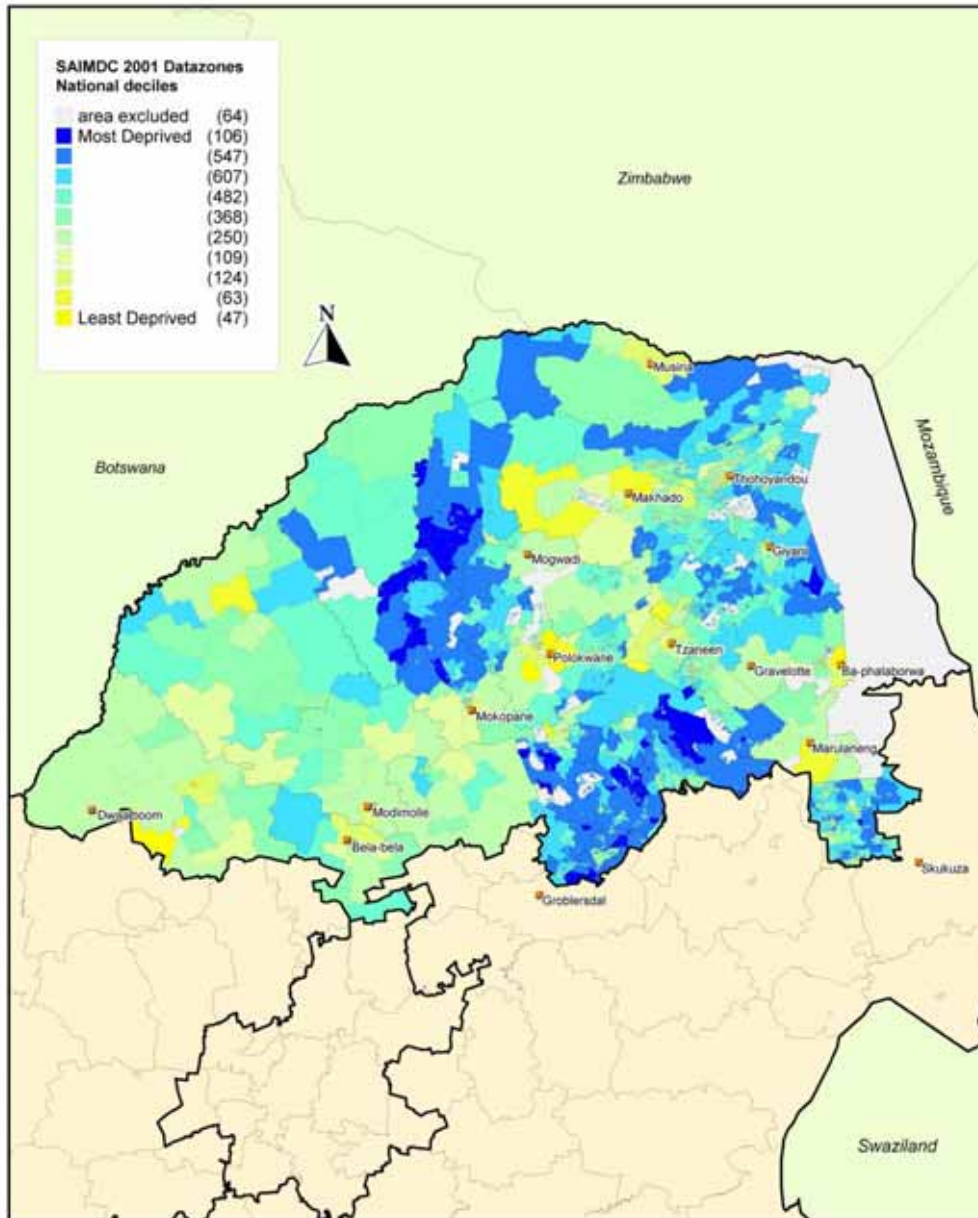 SAIMDC 2001 Datazones
National deciles
area excluded (64)
Most Deprived (106)
(547)
(607)
(482)
(368)
(250)
(109)
(124)
(63)
Least Deprived (47)
Zimbabwe
N
Musina
Botswana
Mozambique
Thohoyandou
Makhado
Giyani
Mogwadi
Tzaneen
Polokwane
Gravelotte
Ba-phalaborwa
Mokopane
Marulaneng
Dwaalboom
Modimolle
Bela-bela
Skukuza
Groblersdal
Swaziland